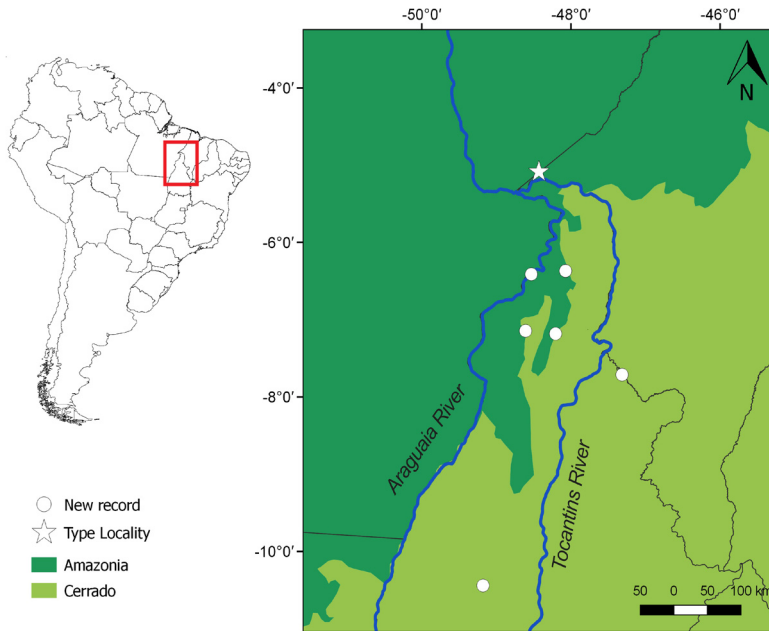 -50°0' -48°0' -46°0'
-4°0'
N
-6°0'
-8°0'
Araguaia River
Tocantins River
New record
Type Locality
Amazonia
Cerrado
-10°0'
50 0 50 100 km